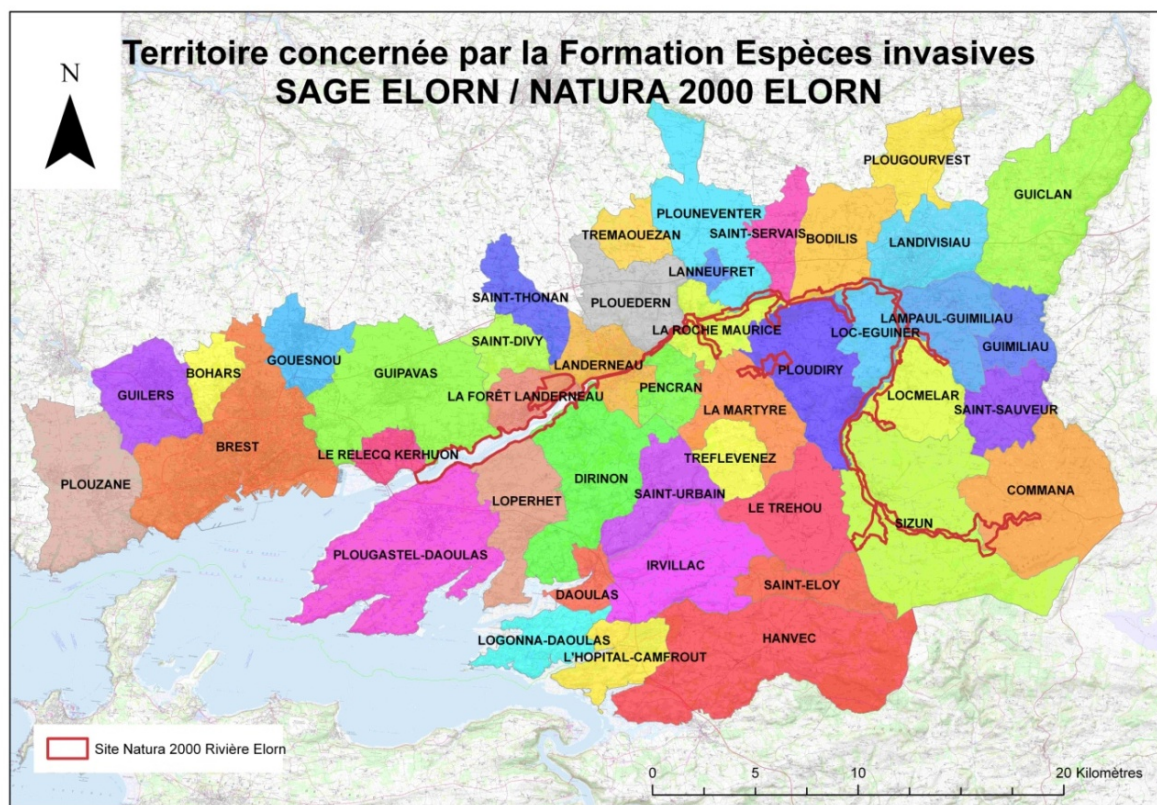 Territoire concernée par la Formation Espèces invasives
SAGE ELORN / NATURA 2000 ELORN
N
PLOUGOURVEST
GUICLAN
PLOUNEVENTER
TREMAOUEZAN
SAINT-SERVAIS
BODILIS
LANDIVISIAU
LANNEUFRET
SAINT-THONAN
PLOUEDERN
LAMPAUL-GUIMILIAU
LA ROCHE MAURICE
LOC-EGUINER
SAINT-DIVY
GUIMILIAU
GOUESNOU
LANDERNEAU
BOHARS
GUIPAVAS
PLOUDIRY
GUILERS
PENCRAN
LA FORÊT LANDERNEAU
LOCMELAR
LA MARTYRE
SAINT-SAUVEUR
BREST
LE RELECQ KERHUON
TREFLEVENEZ
PLOUZANE
DIRINON
SAINT-URBAIN
COMMANA
LOPERHET
LE TREHOU
SIZUN
PLOUGASTEL-DAOULAS
IRVILLAC
SAINT-ELOY
DAOULAS
LOGONNA-DAOULAS
HANVEC
L'HOPITAL-CAMFROUT
Site Natura 2000 Rivière Elorn
0 5 10 20 Kilomètres